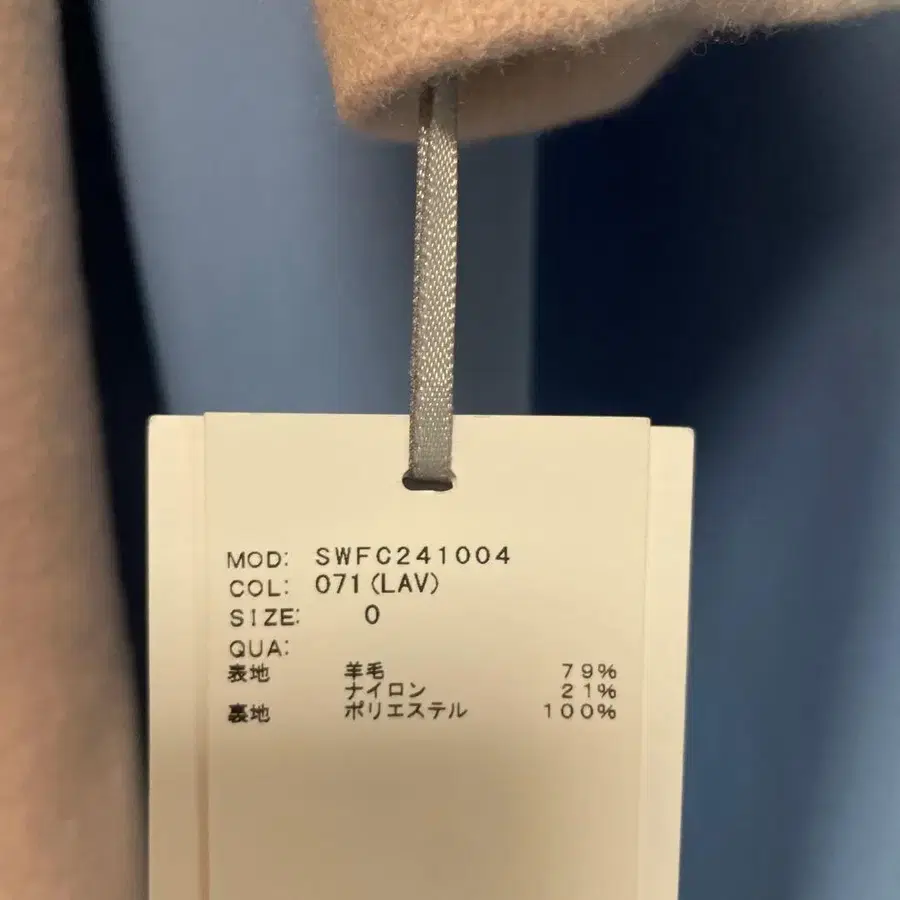 MOD: SWFC241004
COL: 071(LAV)
SIZE: 0
QUA:
表地 羊毛 79%
ナイロン 21%
裏地 ポリエステル 100%